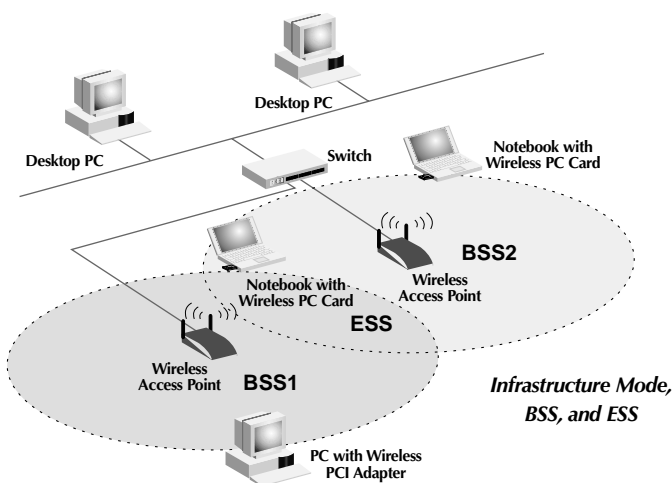 Desktop PC
Desktop PC
Switch
Notebook with
Wireless PC Card
BSS2
Wireless
Access Point
Notebook with
Wireless PC Card
ESS
Wireless
Access Point
BSS1
Infrastructure Mode,
BSS, and ESS
PC with Wireless
PCI Adapter